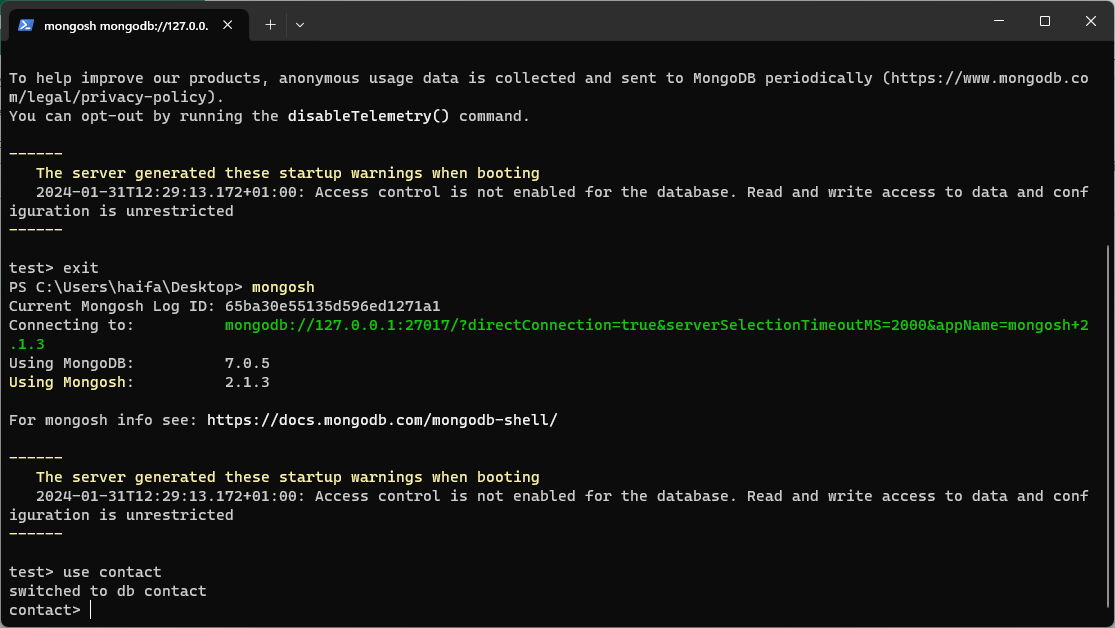 mongosh mongodb://127.0.0.
To help improve our products, anonymous usage data is collected and sent to MongoDB periodically (https://www.mongodb.co
m/legal/privacy-policy).
You can opt-out by running the disableTelemetry() command.
------
The server generated these startup warnings when booting
2024-01-31T12:29:13.172+01:00: Access control is not enabled for the database. Read and write access to data and conf
iguration is unrestricted
------
test> exit
PS C:\Users\haifa\Desktop> mongosh
Current Mongosh Log ID: 65ba30e55135d596ed1271a1
Connecting to: mongodb://127.0.0.1:27017/?directConnection=true&serverSelectionTimeoutMS=2000&appName=mongosh+2
.1.3
Using MongoDB: 7.0.5
Using Mongosh: 2.1.3
For mongosh info see: https://docs.mongodb.com/mongodb-shell/
------
The server generated these startup warnings when booting
2024-01-31T12:29:13.172+01:00: Access control is not enabled for the database. Read and write access to data and conf
iguration is unrestricted
------
test> use contact
switched to db contact
contact>